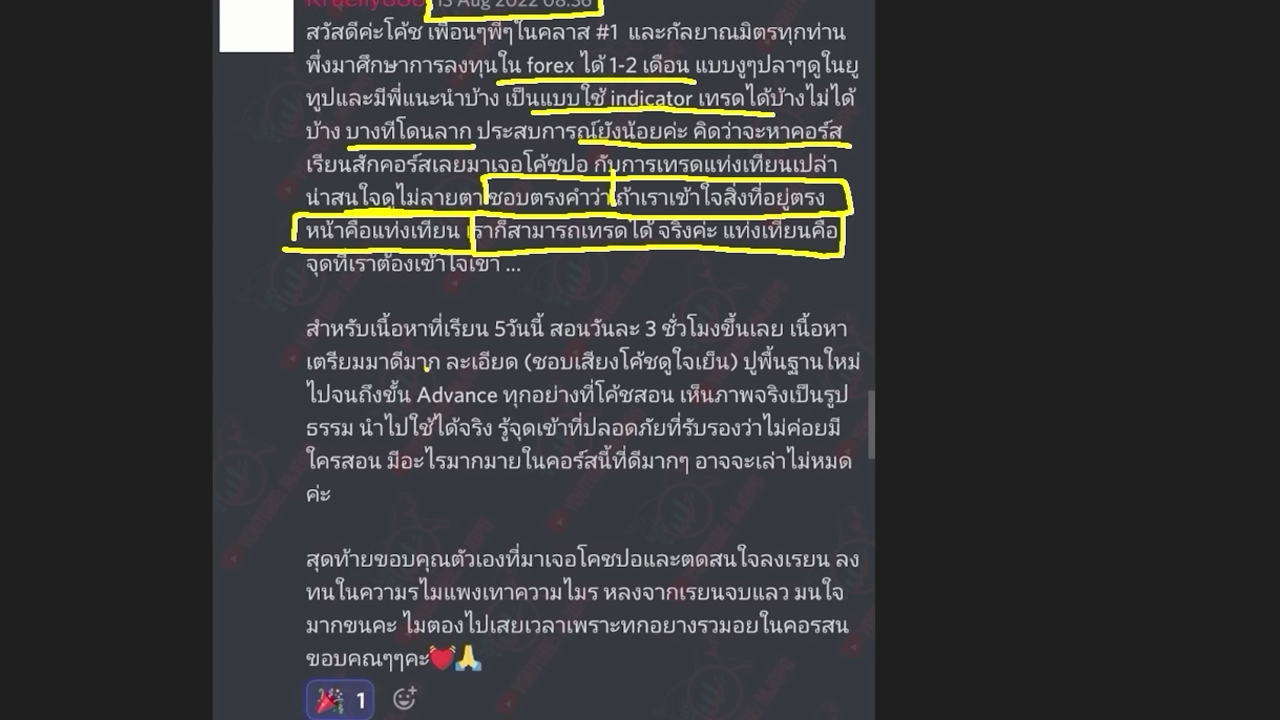 13 Aug 2022 08:36
สวัสดีค่ะโค้ช เพื่อนๆพี่ๆในคลาส #1 และกัลยาณมิตรทุกท่าน
พึ่งมาศึกษาการลงทุนใน forex ได้ 1-2 เดือน แบบงูๆปลาๆดูในยู
ทูปและมีพี่แนะนำบ้าง เป็นแบบใช้ indicator เทรดได้บ้างไม่ได้
บ้าง บางทีโดนลาก ประสบการณ์ยังน้อยค่ะ คิดว่าจะหาคอร์ส
เรียนสักคอร์สเลยมาเจอโค้ชปอ กับการเทรดแท่งเทียนเปล่า
น่าสนใจดูไม่ลายตา ชอบตรงคำว่า ถ้าเราเข้าใจสิ่งที่อยู่ตรง
หน้าคือแท่งเทียน เราก็สามารถเทรดได้ จริงค่ะ แท่งเทียนคือ
จุดที่เราต้องเข้าใจเขา ...
สำหรับเนื้อหาที่เรียน 5วันนี้ สอนวันละ 3 ชั่วโมงขึ้นเลย เนื้อหา
เตรียมมาดีมาก ละเอียด (ชอบเสียงโค้ชดูใจเย็น) ปูพื้นฐานใหม่
ไปจนถึงขั้น Advance ทุกอย่างที่โค้ชสอน เห็นภาพจริงเป็นรูป
ธรรม นำไปใช้ได้จริง รู้จุดเข้าที่ปลอดภัยที่รับรองว่าไม่ค่อยมี
ใครสอน มีอะไรมากมายในคอร์สนี้ที่ดีมากๆ อาจจะเล่าไม่หมด
ค่ะ
สุดท้ายขอบคุณตัวเองที่มาเจอโคชปอและตดสนใจลงเรยน ลง
ทนในความรไมแพงเทาความไมร หลงจากเรยนจบแลว มนใจ
มากขนคะ ไมตองไปเสยเวลาเพราะทกอยางรวมอยในคอรสน
ขอบคณๆๆคะ💓🙏
🎉 1